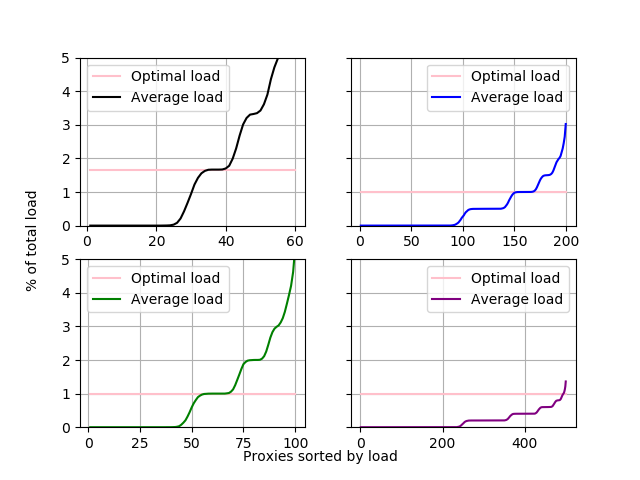 5
4
3
2
1
0
Optimal load
Average load
0 20 40 60
Optimal load
Average load
0 50 100 150 200
% of total load
5
4
3
2
1
0
Optimal load
Average load
0 25 50 75 100
Optimal load
Average load
0 200 400
Proxies sorted by load